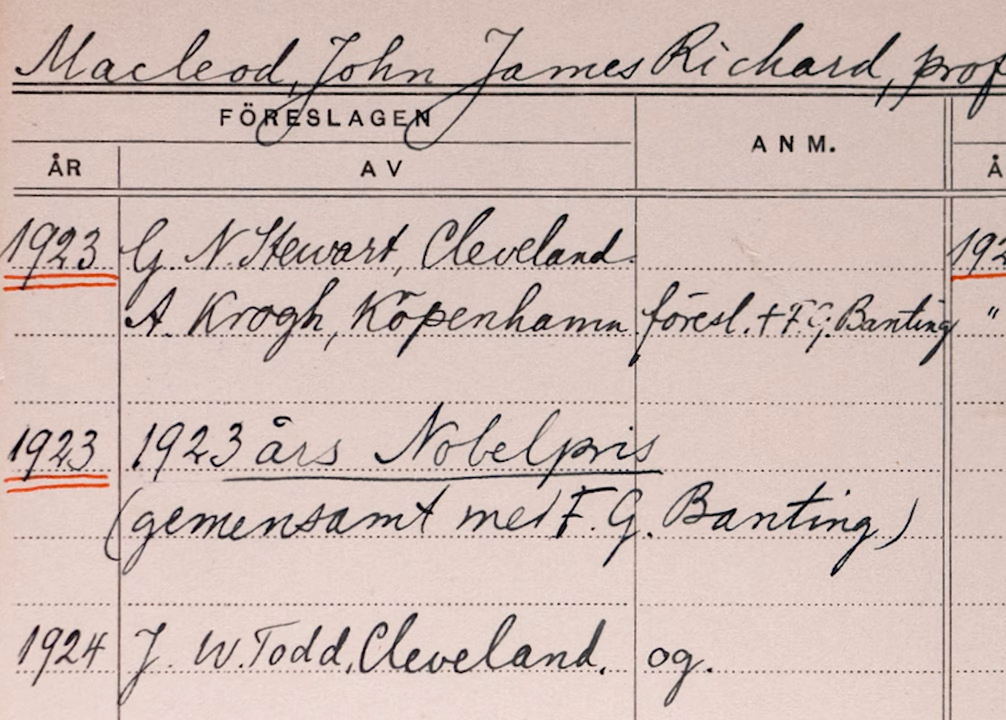 Macleod, John James Richard, prof
FÖRESLAGEN
ANM.
ÅR AV Å
1923 G. N. Stewart, Cleveland. 192
A. Krogh, Köpenhamn. föresl. + F. G. Banting "
1923 1923 års Nobelpris
(gemensamt med F. G. Banting)
1924 J. W. Todd, Cleveland. og.